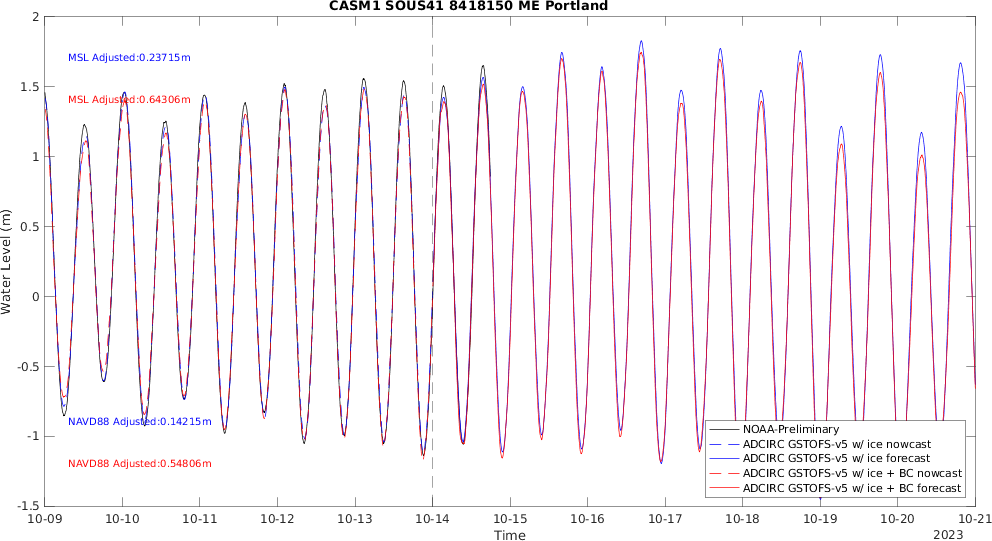 CASM1 SOUS41 8418150 ME Portland
2
1.5
1
0.5
0
-0.5
-1
-1.5
Water Level (m)
MSL Adjusted:0.23715m
MSL Adjusted:0.64306m
NAVD88 Adjusted:0.14215m
NAVD88 Adjusted:0.54806m
NOAA-Preliminary
ADCIRC GSTOFS-v5 w/ ice nowcast
ADCIRC GSTOFS-v5 w/ ice forecast
ADCIRC GSTOFS-v5 w/ ice + BC nowcast
ADCIRC GSTOFS-v5 w/ ice + BC forecast
10-09 10-10 10-11 10-12 10-13 10-14 10-15 10-16 10-17 10-18 10-19 10-20 10-21
Time
2023